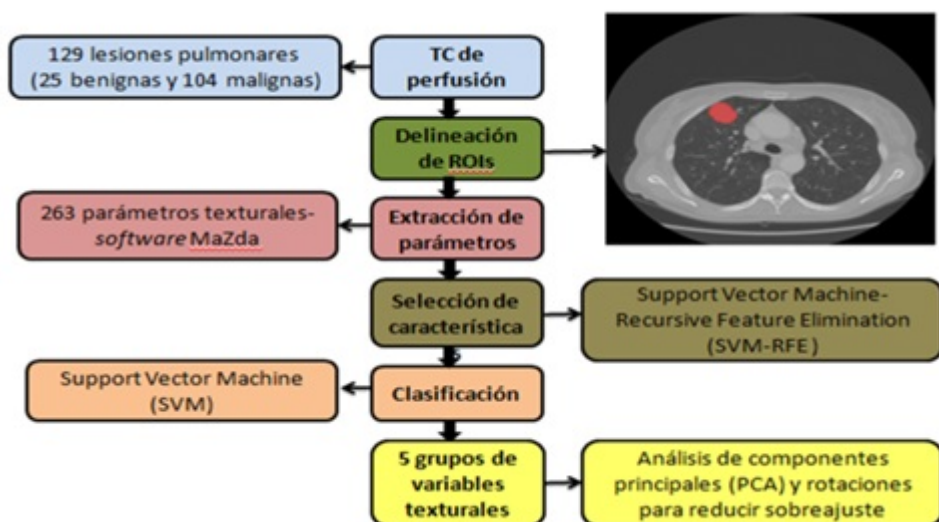 129 lesiones pulmonares
(25 benignas y 104 malignas)
TC de
perfusión
Delineación
de ROIs
263 parámetros texturales-
software MaZda
Extracción de
parámetros
Selección de
característica
Support Vector Machine-
Recursive Feature Elimination
(SVM-RFE)
Support Vector Machine
(SVM)
Clasificación
5 grupos de
variables texturales
Análisis de componentes
principales (PCA) y rotaciones
para reducir sobreajuste